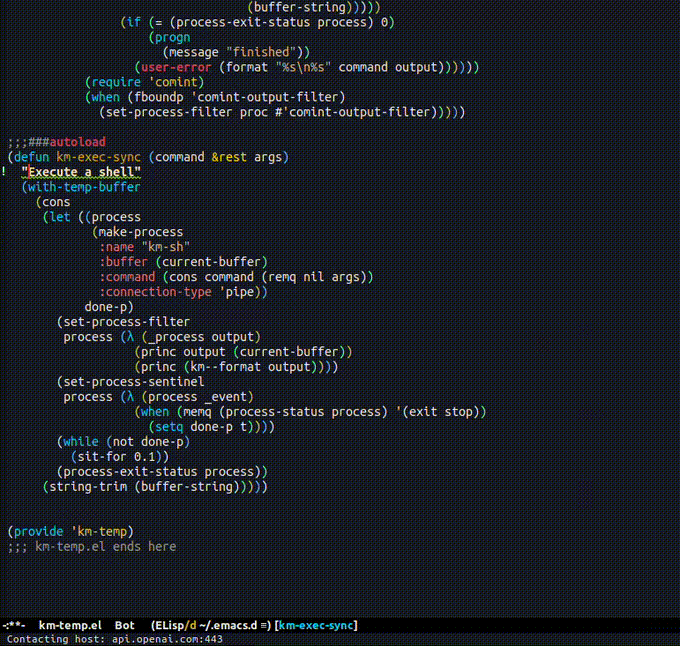 (buffer-string)))))
(if (= (process-exit-status process) 0)
(progn
(message "finished"))
(user-error (format "%s\n%s" command output))))))
(require 'comint)
(when (fboundp 'comint-output-filter)
(set-process-filter proc #'comint-output-filter)))))
;;;###autoload
(defun km-exec-sync (command &rest args)
! "Execute a shell"
(with-temp-buffer
(cons
(let ((process
(make-process
:name "km-sh"
:buffer (current-buffer)
:command (cons command (remq nil args))
:connection-type 'pipe))
done-p)
(set-process-filter
process (λ (_process output)
(princ output (current-buffer))
(princ (km--format output))))
(set-process-sentinel
process (λ (process _event)
(when (memq (process-status process) '(exit stop))
(setq done-p t))))
(while (not done-p)
(sit-for 0.1))
(process-exit-status process))
(string-trim (buffer-string)))))
(provide 'km-temp)
;;; km-temp.el ends here
-:**- km-temp.el Bot (ELisp/d ~/.emacs.d =) [km-exec-sync]
Contacting host: api.openai.com:443